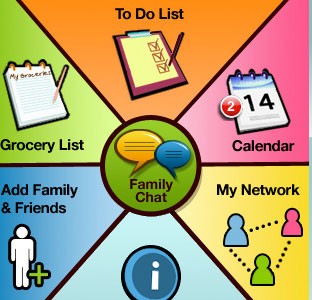 To Do List
My Groceries
Grocery List
2
14
Calendar
Family
Chat
Add Family
& Friends
My Network
i